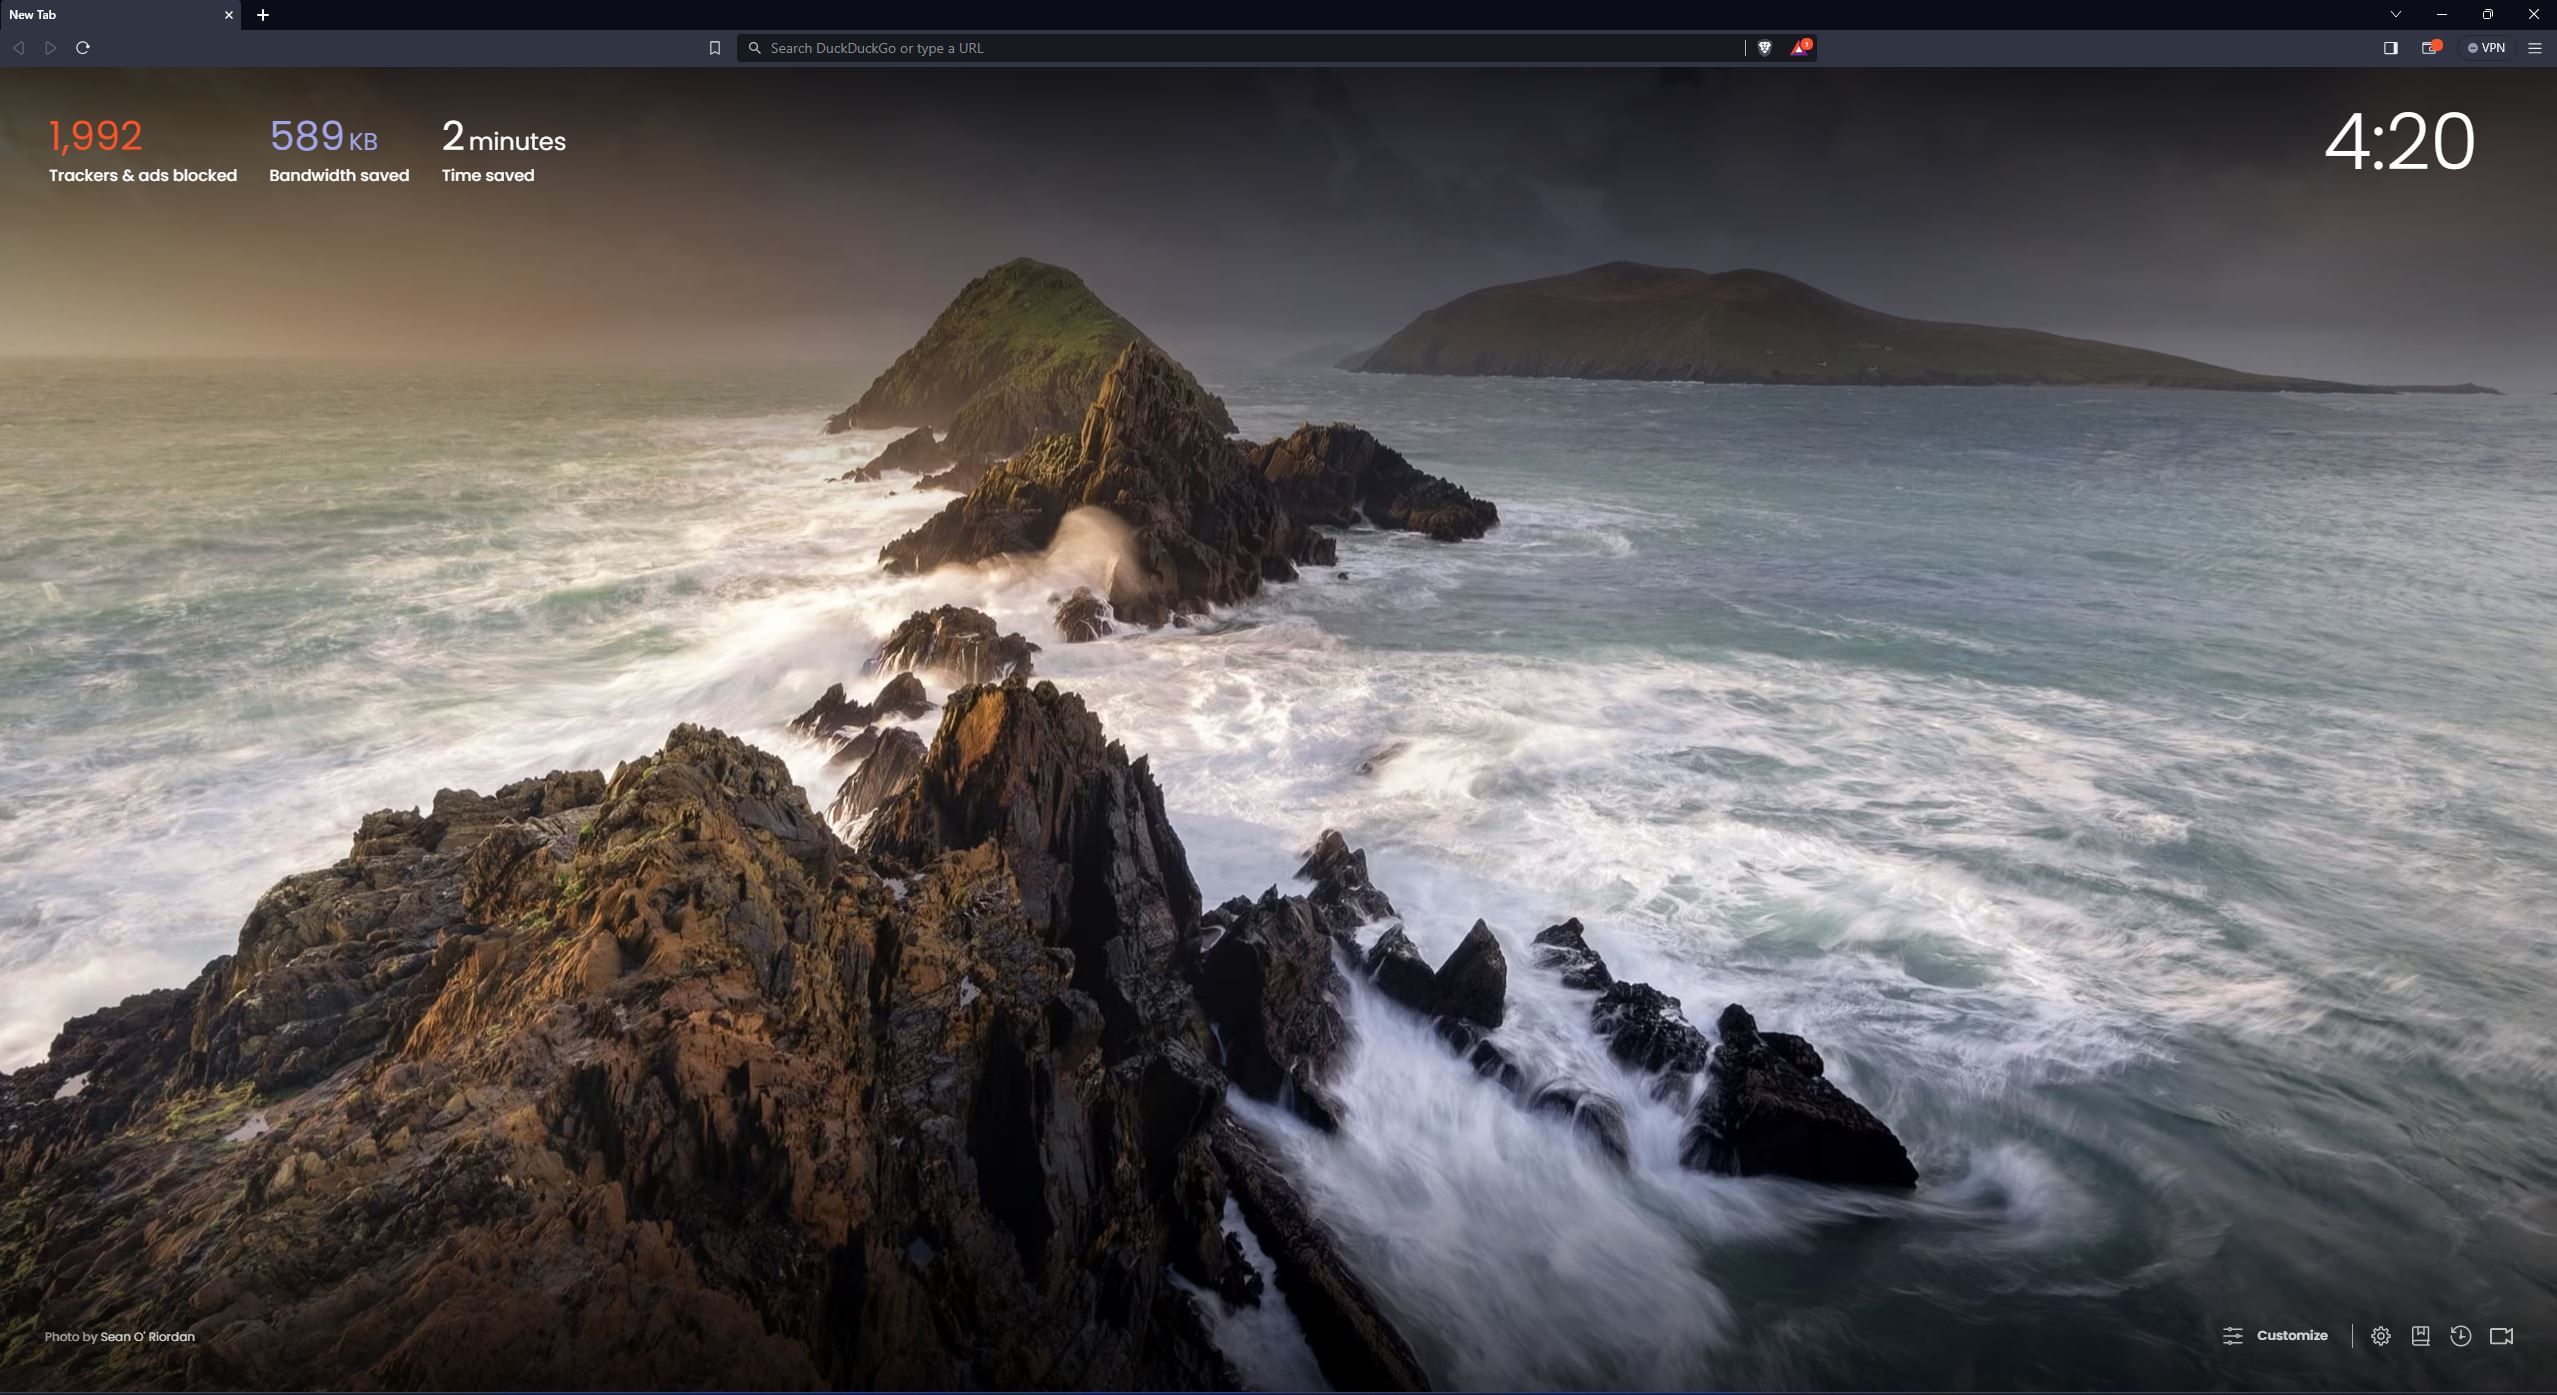 New Tab
Search DuckDuckGo or type a URL
1
VPN
1,992
Trackers & ads blocked
589 KB
Bandwidth saved
2 minutes
Time saved
4:20
Photo by Sean O' Riordan
Customize